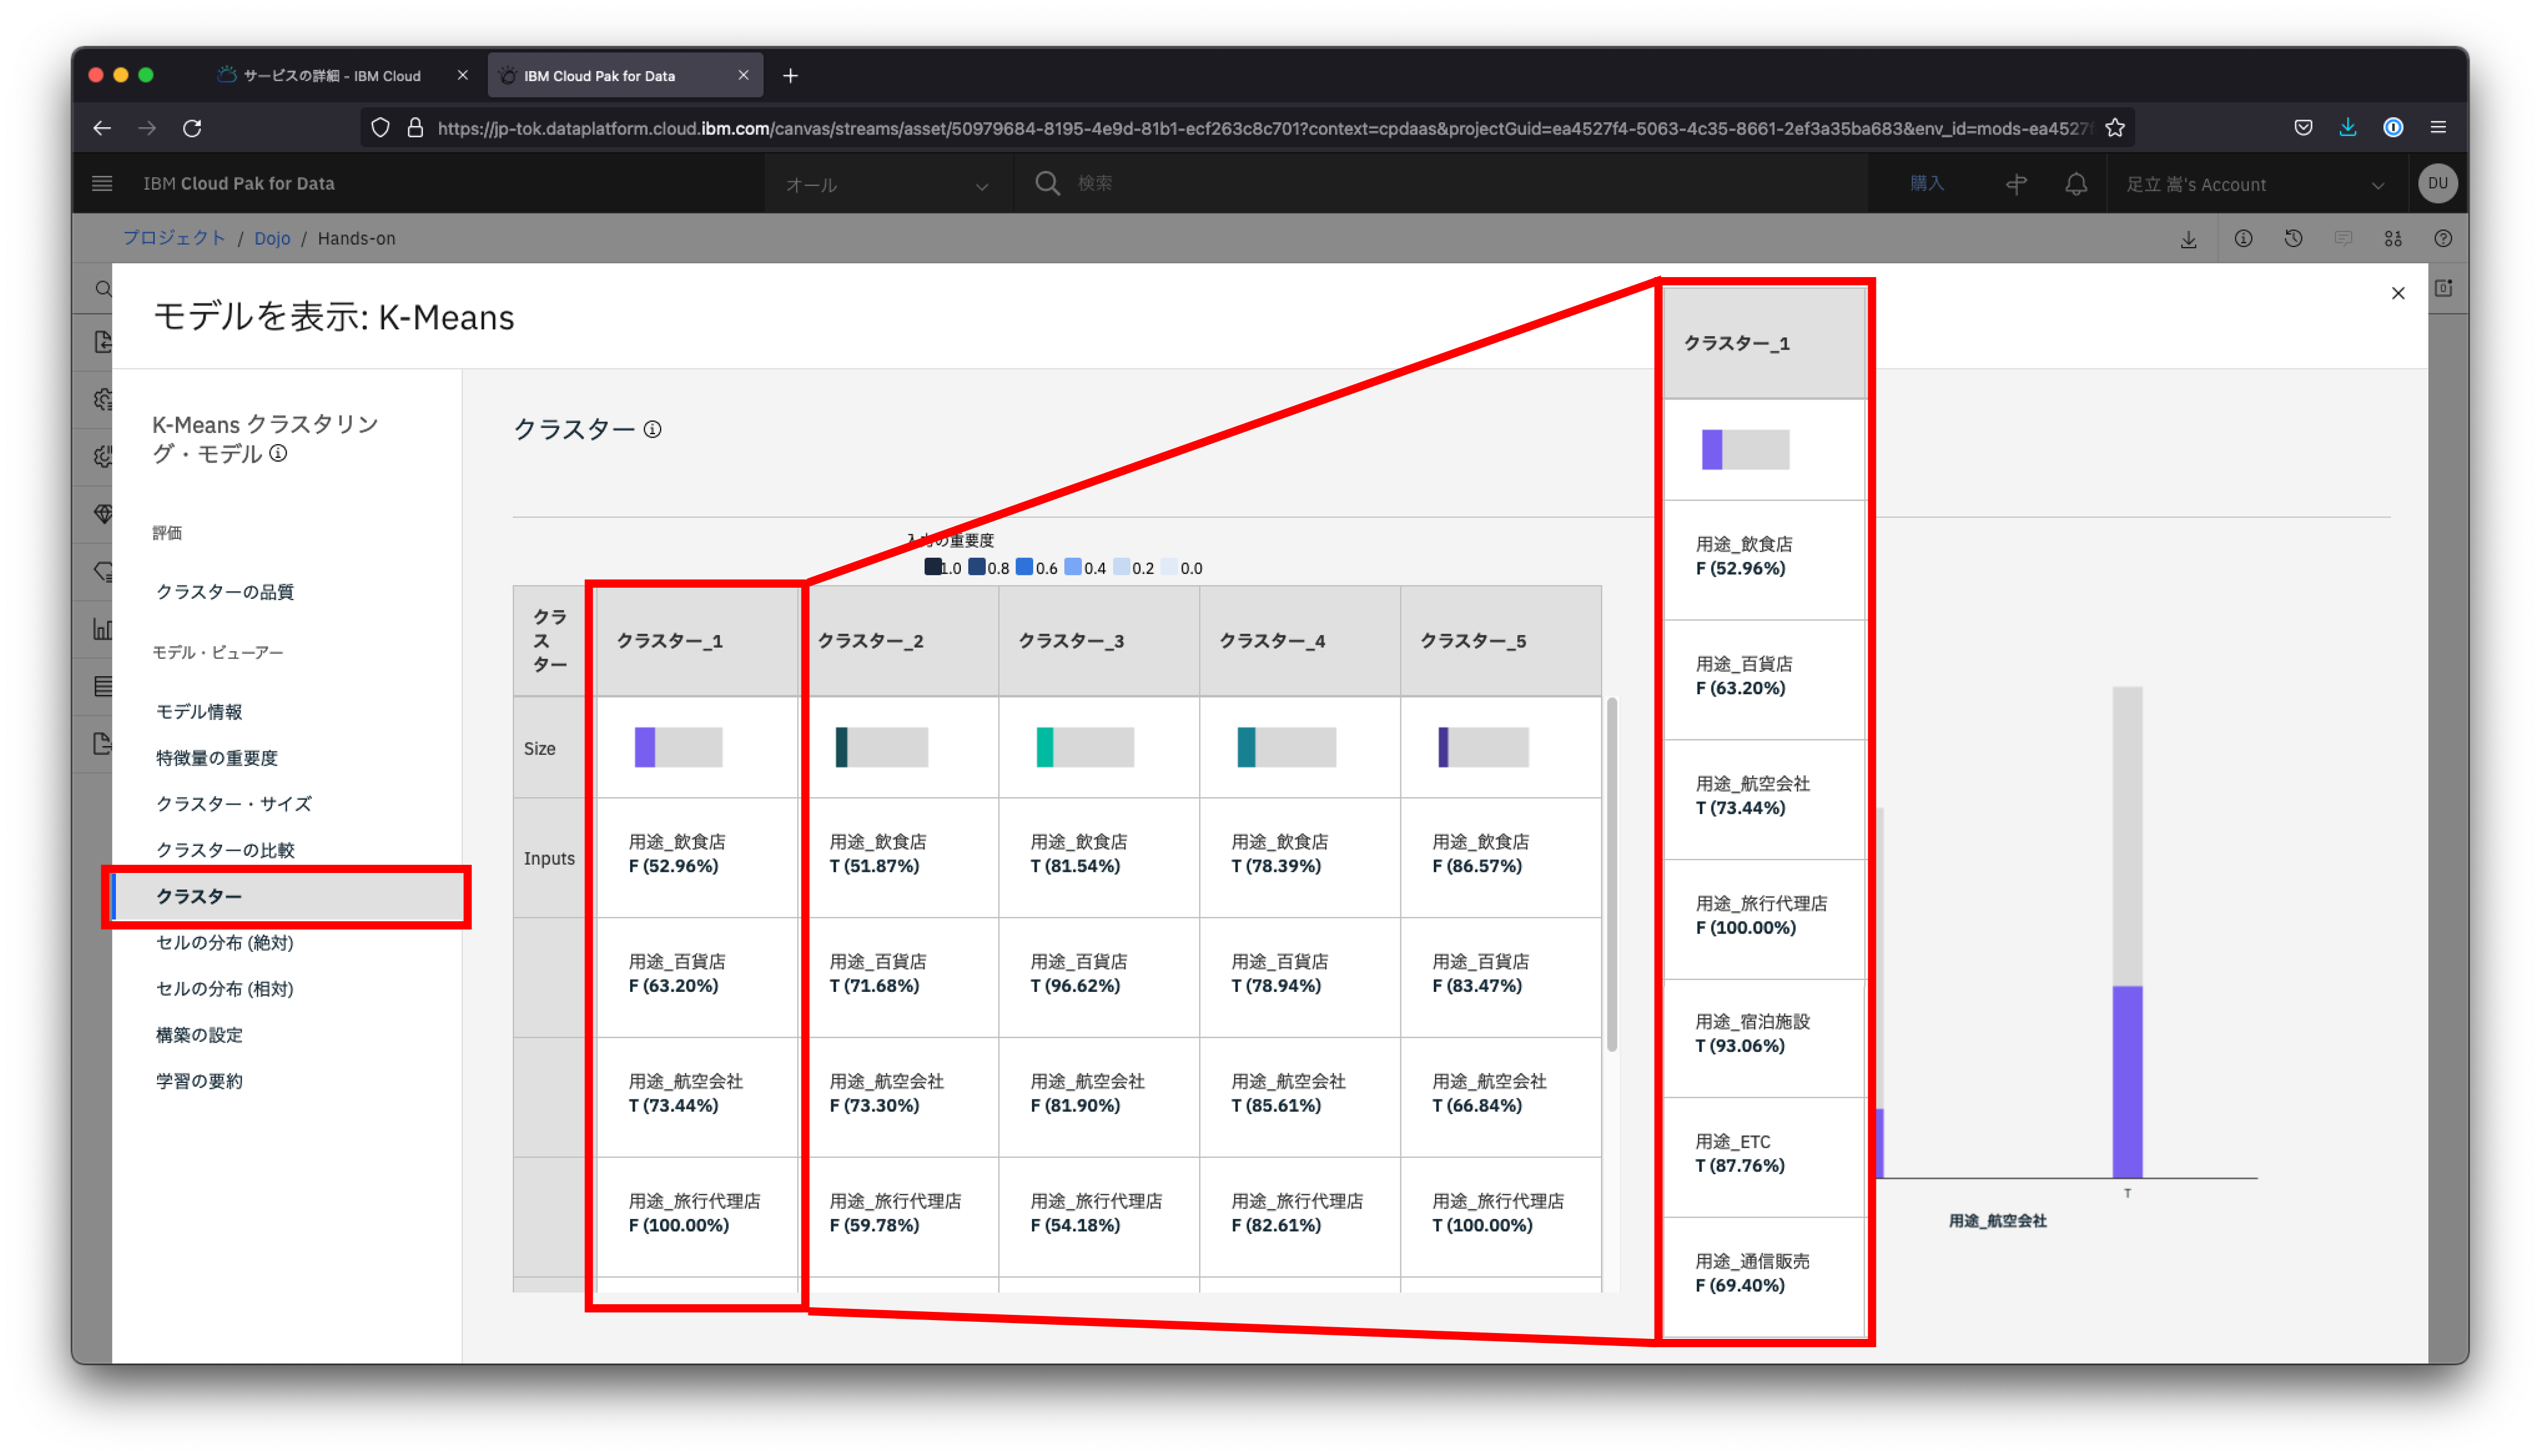 サービスの詳細 - IBM Cloud
IBM Cloud Pak for Data
https://jp-tok.dataplatform.cloud.ibm.com/canvas/streams/asset/50979684-8195-4e9d-81b1-ecf263c8c701?context=cpdaas&projectGuid=ea4527f4-5063-4c35-8661-2ef3a35ba683&env_id=mods-ea4527f
IBM Cloud Pak for Data
オール
検索
購入
足立 嵩's Account
DU
プロジェクト / Dojo / Hands-on
モデルを表示: K-Means
K-Means クラスタリン
グ・モデル
評価
クラスターの品質
モデル・ビューアー
モデル情報
特徴量の重要度
クラスター・サイズ
クラスターの比較
クラスター
セルの分布 (絶対)
セルの分布 (相対)
構築の設定
学習の要約
クラスター
入力の重要度
1.0 0.8 0.6 0.4 0.2 0.0
クラ
ス
ター
クラスター_1 クラスター_2 クラスター_3 クラスター_4 クラスター_5
Size
Inputs
用途_飲食店 用途_飲食店 用途_飲食店 用途_飲食店 用途_飲食店
F (52.96%) T (51.87%) T (81.54%) T (78.39%) F (86.57%)
用途_百貨店 用途_百貨店 用途_百貨店 用途_百貨店 用途_百貨店
F (63.20%) T (71.68%) T (96.62%) T (78.94%) F (83.47%)
用途_航空会社 用途_航空会社 用途_航空会社 用途_航空会社 用途_航空会社
T (73.44%) F (73.30%) F (81.90%) T (85.61%) T (66.84%)
用途_旅行代理店 用途_旅行代理店 用途_旅行代理店 用途_旅行代理店 用途_旅行代理店
F (100.00%) F (59.78%) F (54.18%) F (82.61%) T (100.00%)
クラスター_1
用途_飲食店
F (52.96%)
用途_百貨店
F (63.20%)
用途_航空会社
T (73.44%)
用途_旅行代理店
F (100.00%)
用途_宿泊施設
T (93.06%)
用途_ETC
T (87.76%)
用途_通信販売
F (69.40%)
T
用途_航空会社